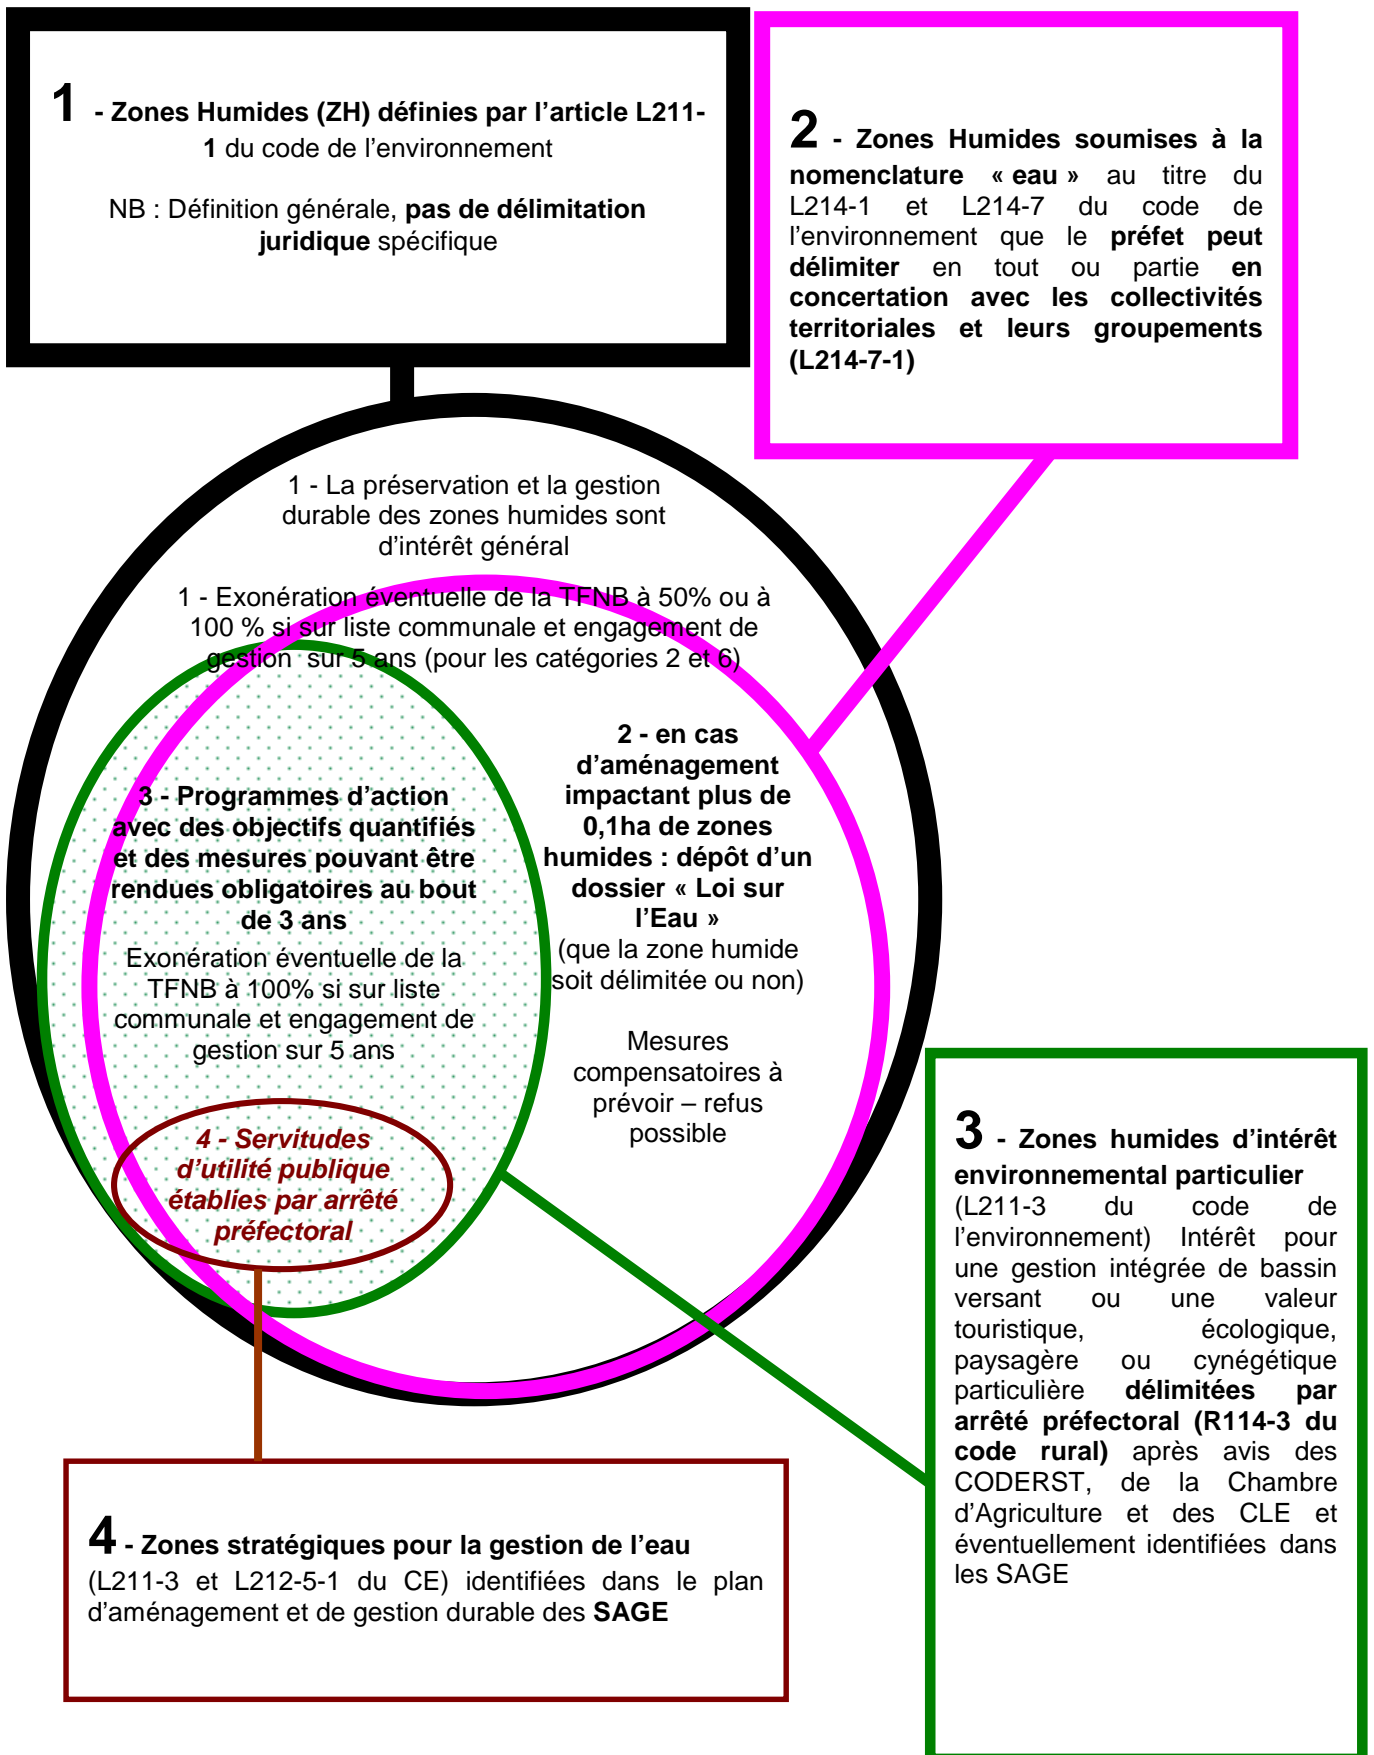 1 - Zones Humides (ZH) définies par l’article L211-
1 du code de l’environnement
NB : Définition générale, pas de délimitation
juridique spécifique
2 - Zones Humides soumises à la
nomenclature « eau » au titre du
L214-1 et L214-7 du code de
l’environnement que le préfet peut
délimiter en tout ou partie en
concertation avec les collectivités
territoriales et leurs groupements
(L214-7-1)
1 - La préservation et la gestion
durable des zones humides sont
d’intérêt général
1 - Exonération éventuelle de la TFNB à 50% ou à
100 % si sur liste communale et engagement de
gestion sur 5 ans (pour les catégories 2 et 6)
2 - en cas
d’aménagement
impactant plus de
0,1ha de zones
humides : dépôt d’un
dossier « Loi sur
l’Eau »
(que la zone humide
soit délimitée ou non)
Mesures
compensatoires à
prévoir – refus
possible
3 - Programmes d’action
avec des objectifs quantifiés
et des mesures pouvant être
rendues obligatoires au bout
de 3 ans
Exonération éventuelle de la
TFNB à 100% si sur liste
communale et engagement de
gestion sur 5 ans
4 - Servitudes
d’utilité publique
établies par arrêté
préfectoral
3 - Zones humides d’intérêt
environnemental particulier
(L211-3 du code de
l’environnement) Intérêt pour
une gestion intégrée de bassin
versant ou une valeur
touristique, écologique,
paysagère ou cynégétique
particulière délimitées par
arrêté préfectoral (R114-3 du
code rural) après avis des
CODERST, de la Chambre
d’Agriculture et des CLE et
éventuellement identifiées dans
les SAGE
4 - Zones stratégiques pour la gestion de l’eau
(L211-3 et L212-5-1 du CE) identifiées dans le plan
d’aménagement et de gestion durable des SAGE